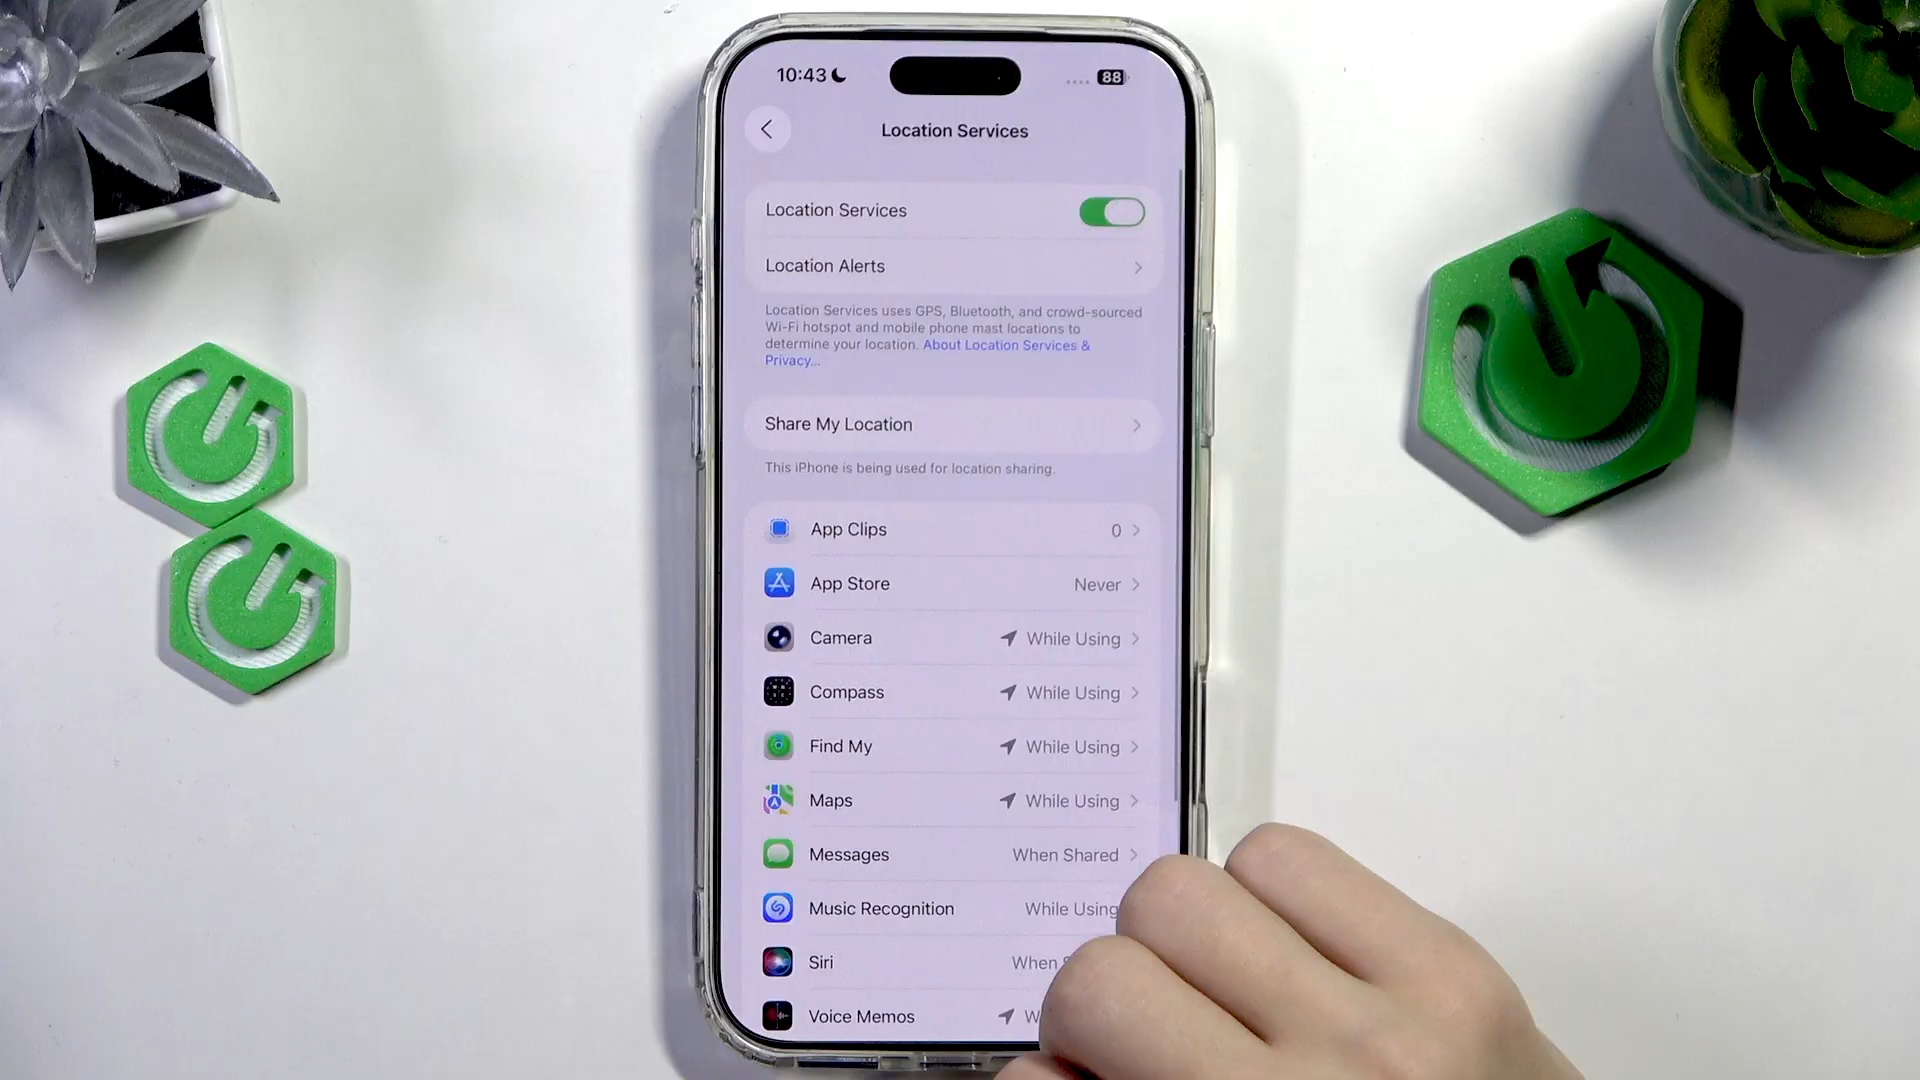 10:43
88
Location Services
Location Services
Location Alerts
Location Services uses GPS, Bluetooth, and crowd-sourced
Wi-Fi hotspot and mobile phone mast locations to
determine your location. About Location Services &
Privacy...
Share My Location
This iPhone is being used for location sharing.
App Clips 0
App Store Never
Camera While Using
Compass While Using
Find My While Using
Maps While Using
Messages When Shared
Music Recognition While Using
Siri When
Voice Memos